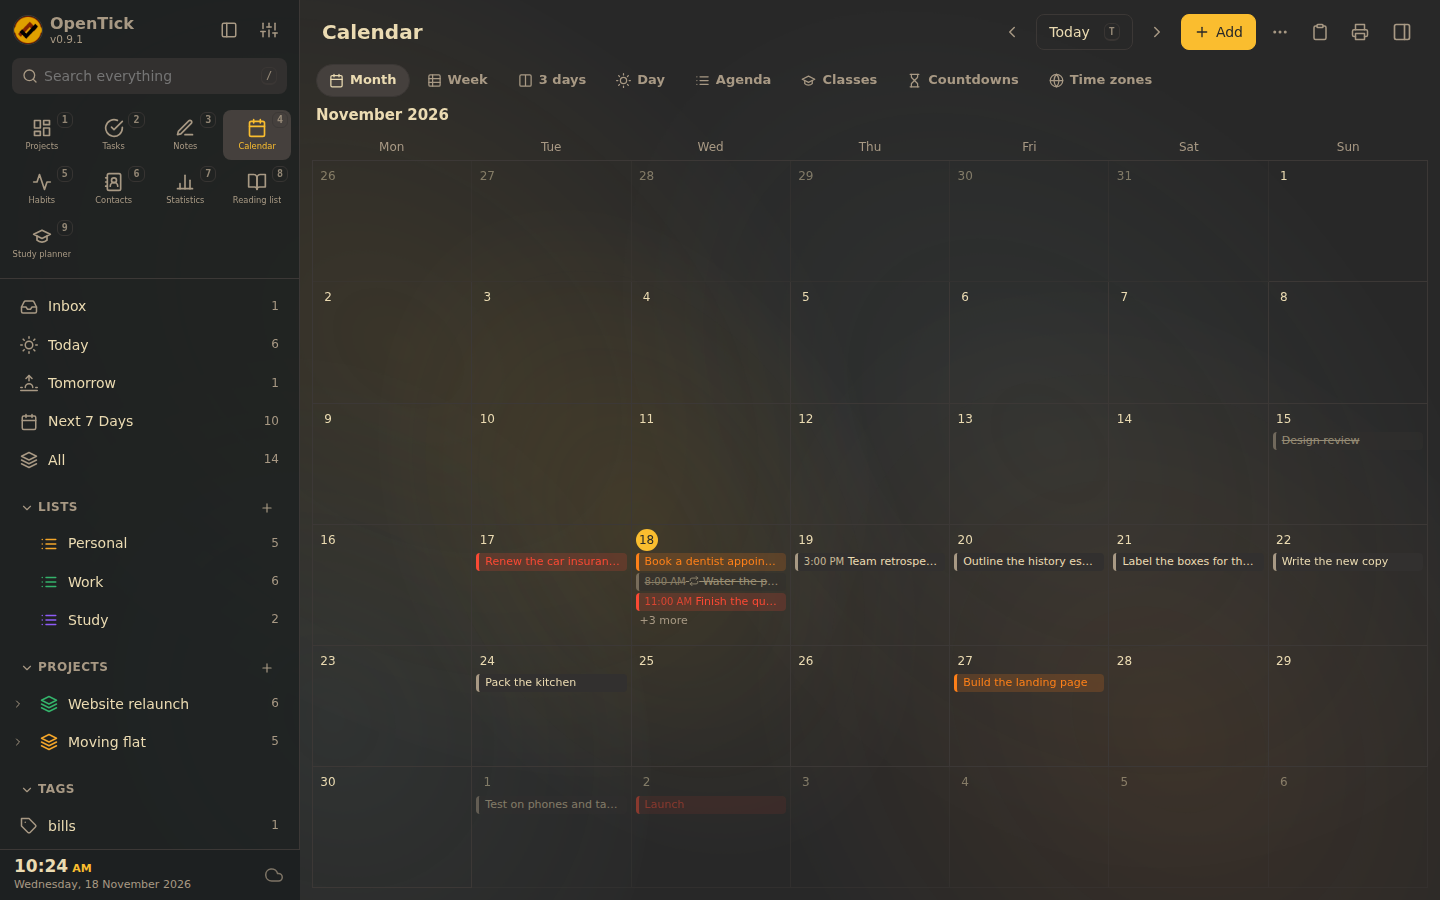 OpenTick
v0.9.1
Search everything /
Projects 1
Tasks 2
Notes 3
Calendar 4
Habits 5
Contacts 6
Statistics 7
Reading list 8
Study planner 9
Inbox 1
Today 6
Tomorrow 1
Next 7 Days 10
All 14
LISTS
Personal 5
Work 6
Study 2
PROJECTS
Website relaunch 6
Moving flat 5
TAGS
bills 1
10:24 AM
Wednesday, 18 November 2026
Calendar
Today T
Add
Month Week 3 days Day Agenda Classes Countdowns Time zones
November 2026
Mon Tue Wed Thu Fri Sat Sun
26 27 28 29 30 31 1
2 3 4 5 6 7 8
9 10 11 12 13 14 15
Design review
16 17 18 19 20 21 22
Renew the car insuran...
Book a dentist appoin...
8:00 AM Water the p...
11:00 AM Finish the qu...
+3 more
3:00 PM Team retrospe...
Outline the history es...
Label the boxes for th...
Write the new copy
23 24 25 26 27 28 29
Pack the kitchen
Build the landing page
30 1 2 3 4 5 6
Test on phones and ta...
Launch